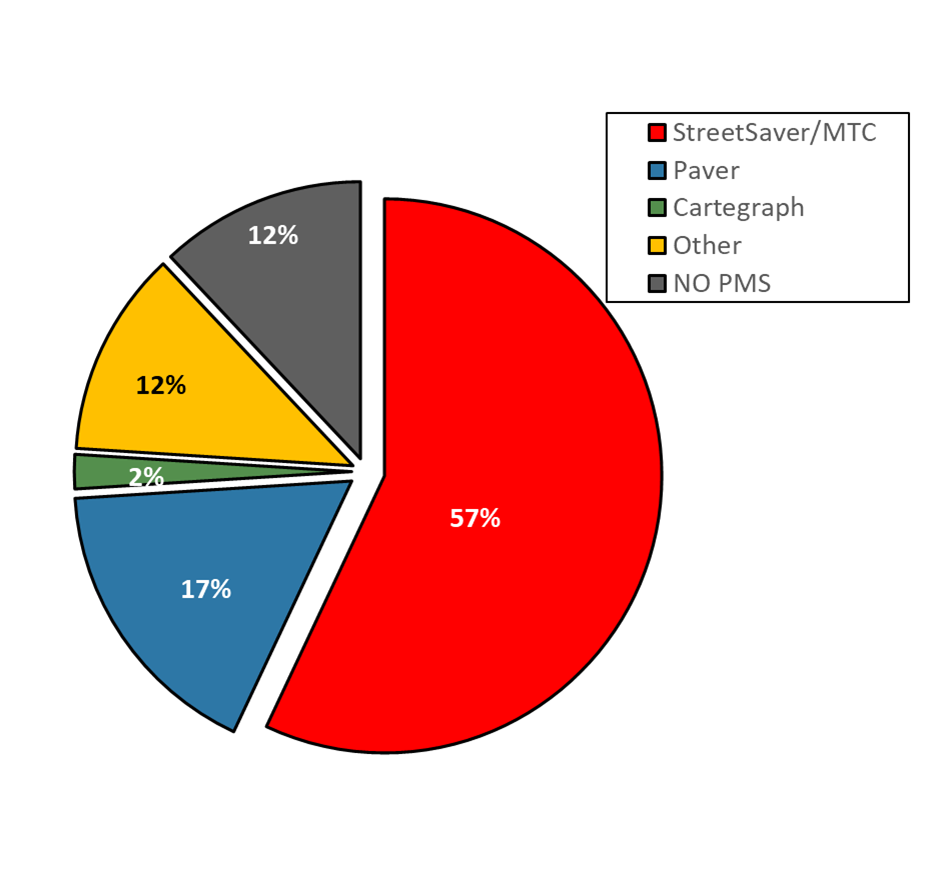 StreetSaver/MTC
Paver
Cartegraph
Other
NO PMS
12%
12%
2%
57%
17%